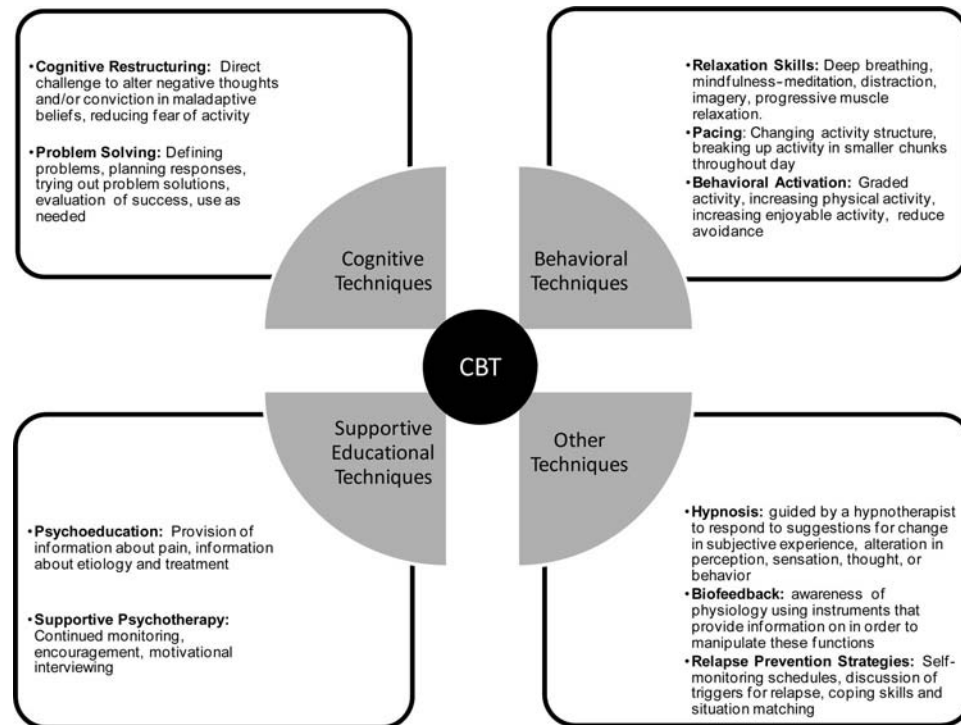 •Cognitive Restructuring: Direct
challenge to alter negative thoughts
and/or conviction in maladaptive
beliefs, reducing fear of activity
•Problem Solving: Defining
problems, planning responses,
trying out problem solutions,
evaluation of success, use as
needed
•Relaxation Skills: Deep breathing,
mindfulness-meditation, distraction,
imagery, progressive muscle
relaxation.
•Pacing: Changing activity structure,
breaking up activity in smaller chunks
throughout day
•Behavioral Activation: Graded
activity, increasing physical activity,
increasing enjoyable activity, reduce
avoidance
Cognitive
Techniques
Behavioral
Techniques
CBT
Supportive
Educational
Techniques
Other
Techniques
•Psychoeducation: Provision of
information about pain, information
about etiology and treatment
•Supportive Psychotherapy:
Continued monitoring,
encouragement, motivational
interviewing
•Hypnosis: guided by a hypnotherapist
to respond to suggestions for change
in subjective experience, alteration in
perception, sensation, thought, or
behavior
•Biofeedback: awareness of
physiology using instruments that
provide information on in order to
manipulate these functions
•Relapse Prevention Strategies: Self-
monitoring schedules, discussion of
triggers for relapse, coping skills and
situation matching